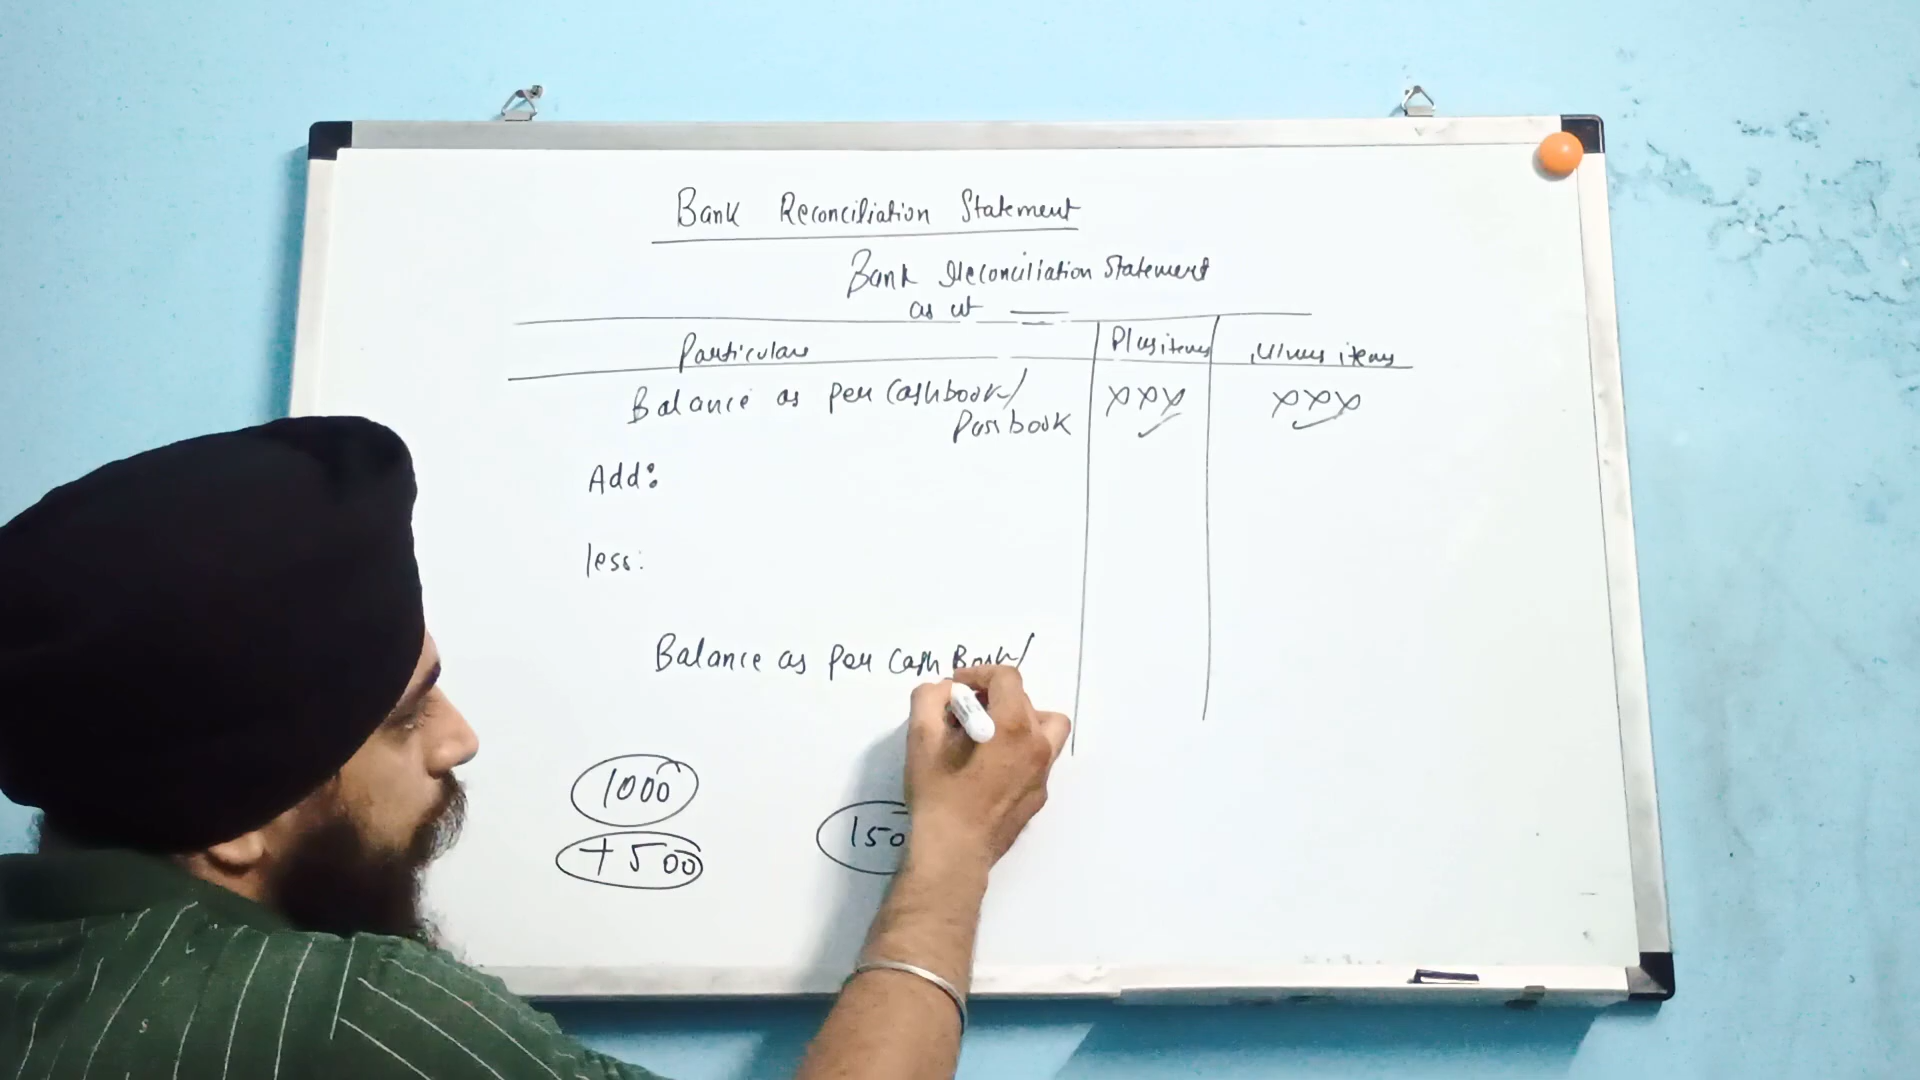 Bank Reconciliation Statement
Bank Reconciliation Statement
as at
Particulars
Plus items
Minus items
Balance as per Cashbook/
Passbook
xxx
xxx
Add:
less:
Balance as per Cash Book/
1000
+500
150